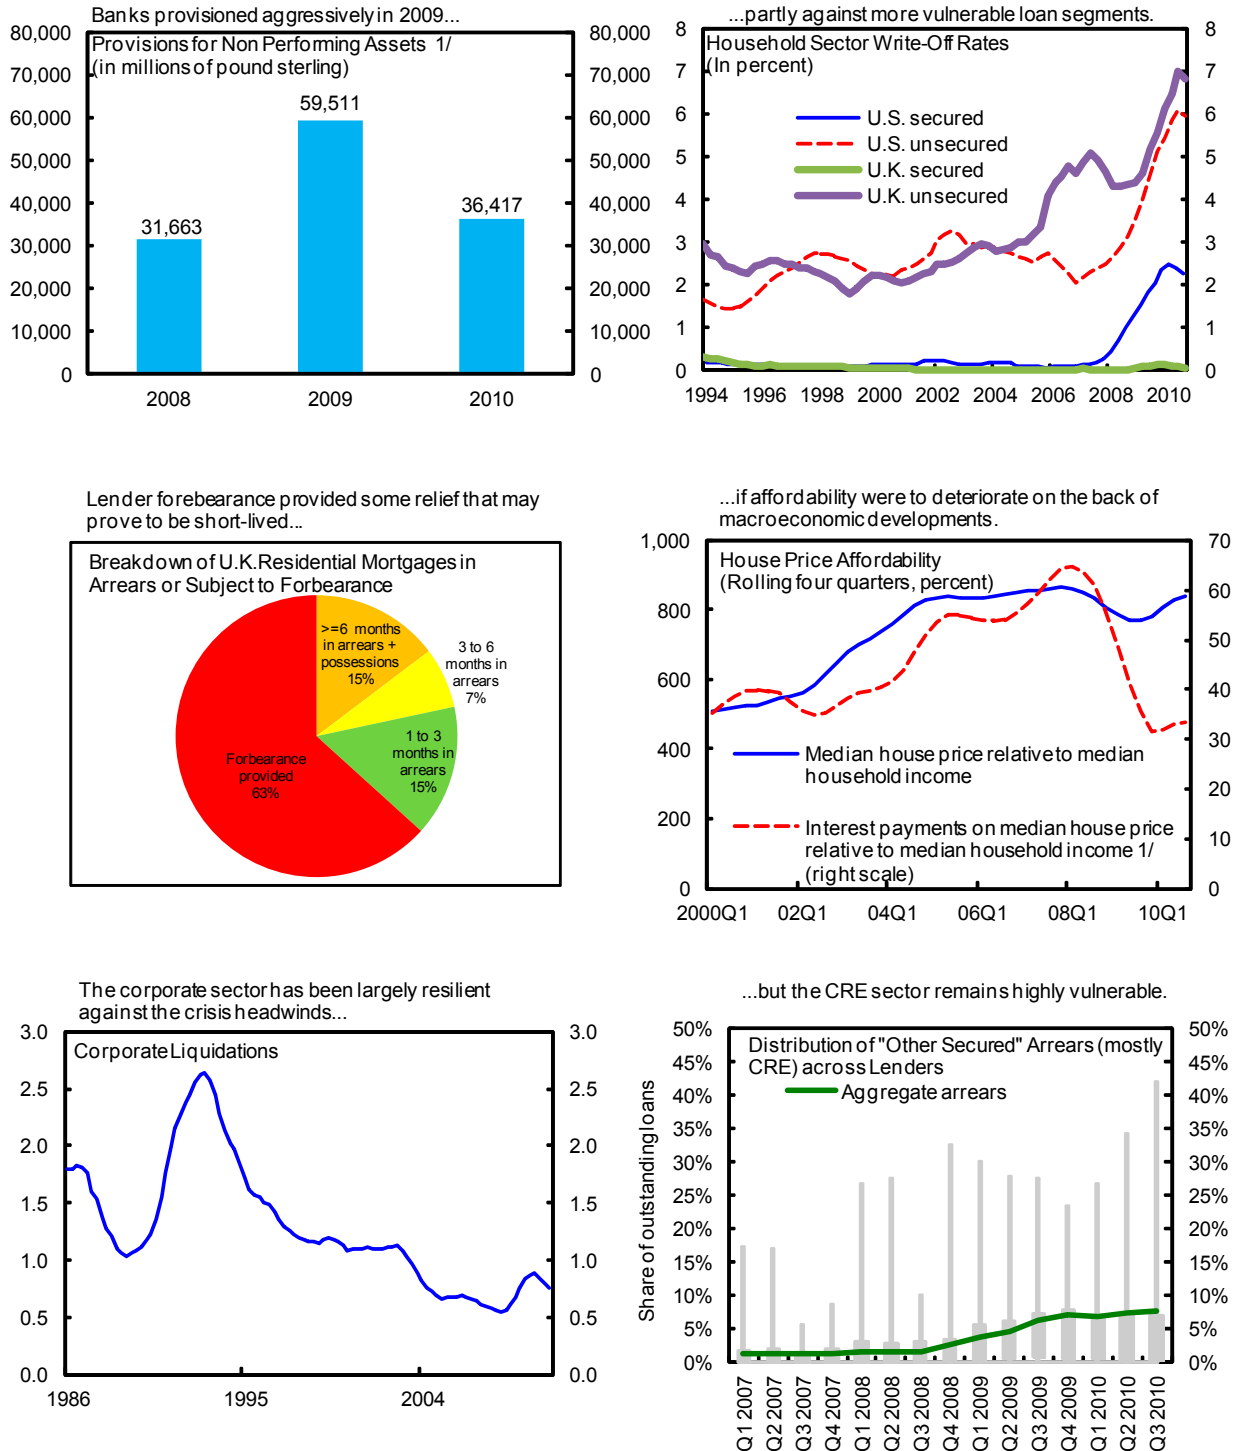 Banks provisioned aggressively in 2009...
80,000
70,000
60,000
50,000
40,000
30,000
20,000
10,000
0
Provisions for Non Performing Assets 1/
(in millions of pound sterling)
31,663
59,511
36,417
2008
2009
2010
80,000
70,000
60,000
50,000
40,000
30,000
20,000
10,000
0
...partly against more vulnerable loan segments.
8
7
6
5
4
3
2
1
0
Household Sector Write-Off Rates
(In percent)
U.S. secured
U.S. unsecured
U.K. secured
U.K. unsecured
1994 1996 1998 2000 2002 2004 2006 2008 2010
8
7
6
5
4
3
2
1
0
Lender forebearance provided some relief that may
prove to be short-lived...
Breakdown of U.K. Residential Mortgages in
Arrears or Subject to Forbearance
>=6 months
in arrears +
possessions
15%
3 to 6
months in
arrears
7%
1 to 3
months in
arrears
15%
Forbearance
provided
63%
...if affordability were to deteriorate on the back of
macroeconomic developments.
1,000
800
600
400
200
0
House Price Affordability
(Rolling four quarters, percent)
Median house price relative to median
household income
Interest payments on median house price
relative to median household income 1/
(right scale)
2000Q1 02Q1 04Q1 06Q1 08Q1 10Q1
70
60
50
40
30
20
10
0
The corporate sector has been largely resilient
against the crisis headwinds...
3.0
2.5
2.0
1.5
1.0
0.5
0.0
Corporate Liquidations
1986 1995 2004
3.0
2.5
2.0
1.5
1.0
0.5
0.0
...but the CRE sector remains highly vulnerable.
Share of outstanding loans
50%
45%
40%
35%
30%
25%
20%
15%
10%
5%
0%
Distribution of "Other Secured" Arrears (mostly
CRE) across Lenders
Aggregate arrears
50%
45%
40%
35%
30%
25%
20%
15%
10%
5%
0%
Q1 2007
Q2 2007
Q3 2007
Q4 2007
Q1 2008
Q2 2008
Q3 2008
Q4 2008
Q1 2009
Q2 2009
Q3 2009
Q4 2009
Q1 2010
Q2 2010
Q3 2010